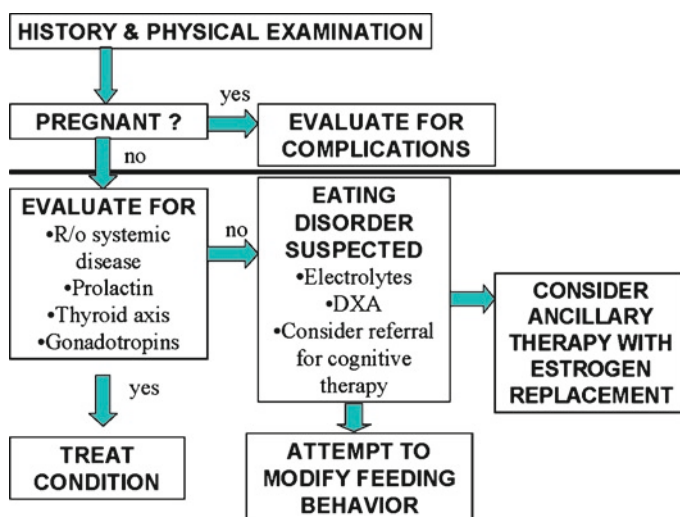 HISTORY & PHYSICAL EXAMINATION
PREGNANT ?
yes
EVALUATE FOR
COMPLICATIONS
no
EVALUATE FOR
•R/o systemic
disease
•Prolactin
•Thyroid axis
•Gonadotropins
no
EATING
DISORDER
SUSPECTED
•Electrolytes
•DXA
•Consider referral
for cognitive
therapy
CONSIDER
ANCILLARY
THERAPY WITH
ESTROGEN
REPLACEMENT
yes
TREAT
CONDITION
ATTEMPT TO
MODIFY FEEDING
BEHAVIOR